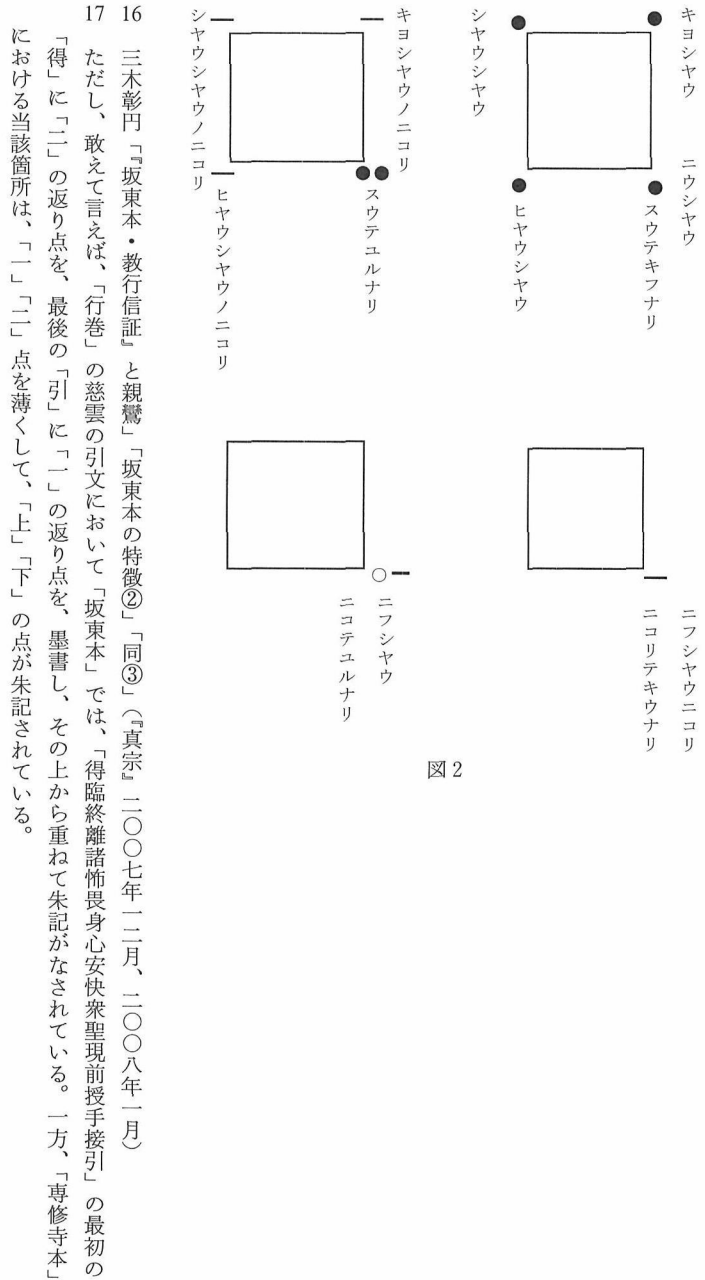 キヨシヤウ
ニウシヤウ
スウテキフナリ
ヒヤウシヤウ
シヤウシヤウ
ニフシヤウニコリ
ニコリテキウナリ
図2
キヨシヤウノニコリ
スウテユルナリ
ヒヤウシヤウノニコリ
シヤウシヤウノニコリ
ニフシヤウ
ニコテユルナリ
16 三木彰円「『坂東本・教行信証』と親鸞」「坂東本の特徴②」「同③」（『真宗』二〇〇七年一二月、二〇〇八年一月）
17 ただし、敢えて言えば、「行巻」の慈雲の引文において「坂東本」では、「得臨終離諸怖畏身心安快衆聖現前授手接引」の最初の
「得」に「二」の返り点を、最後の「引」に「一」の返り点を、墨書し、その上から重ねて朱記がなされている。一方、「専修寺本」
における当該箇所は、「一」「二」点を薄くして、「上」「下」の点が朱記されている。